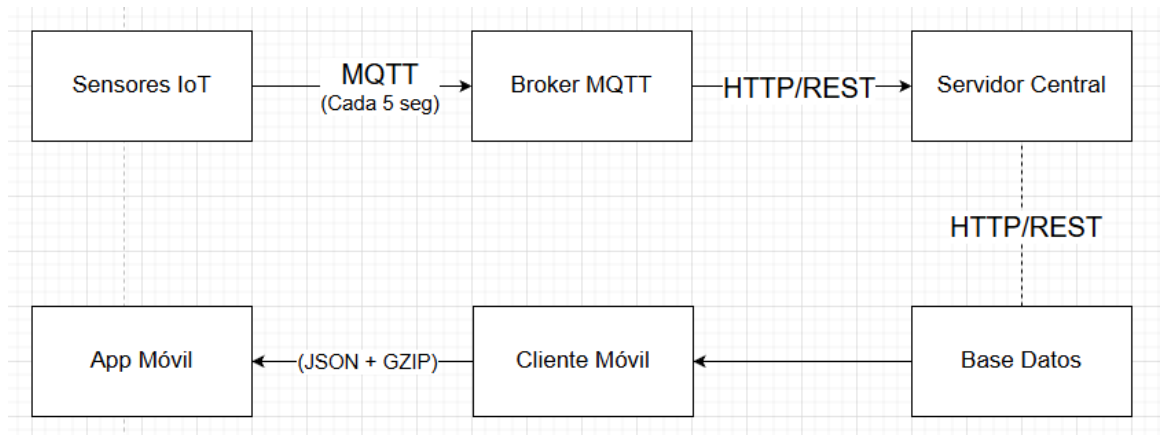 Sensores IoT
MQTT
(Cada 5 seg)
Broker MQTT
HTTP/REST
Servidor Central
HTTP/REST
App Móvil
(JSON + GZIP)
Cliente Móvil
Base Datos